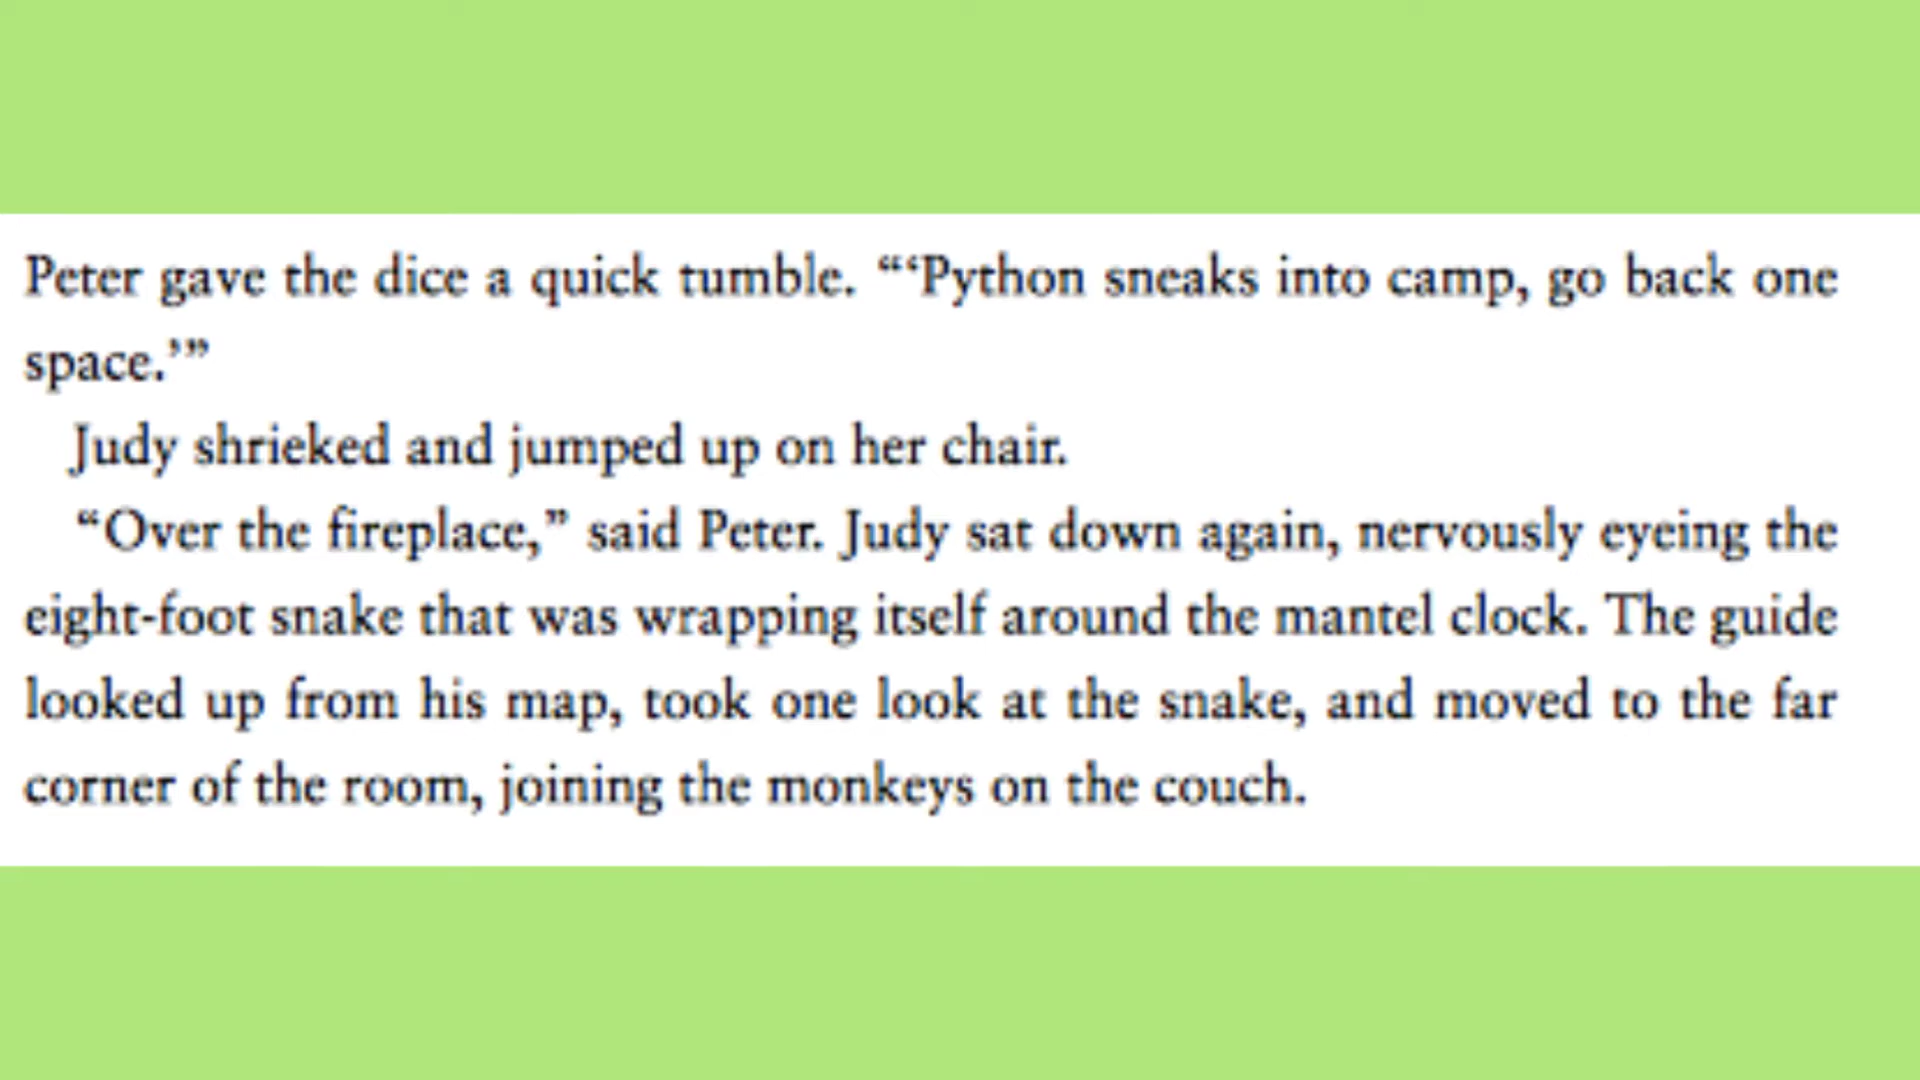 Peter gave the dice a quick tumble. “‘Python sneaks into camp, go back one
space.’”
Judy shrieked and jumped up on her chair.
“Over the fireplace,” said Peter. Judy sat down again, nervously eyeing the
eight-foot snake that was wrapping itself around the mantel clock. The guide
looked up from his map, took one look at the snake, and moved to the far
corner of the room, joining the monkeys on the couch.